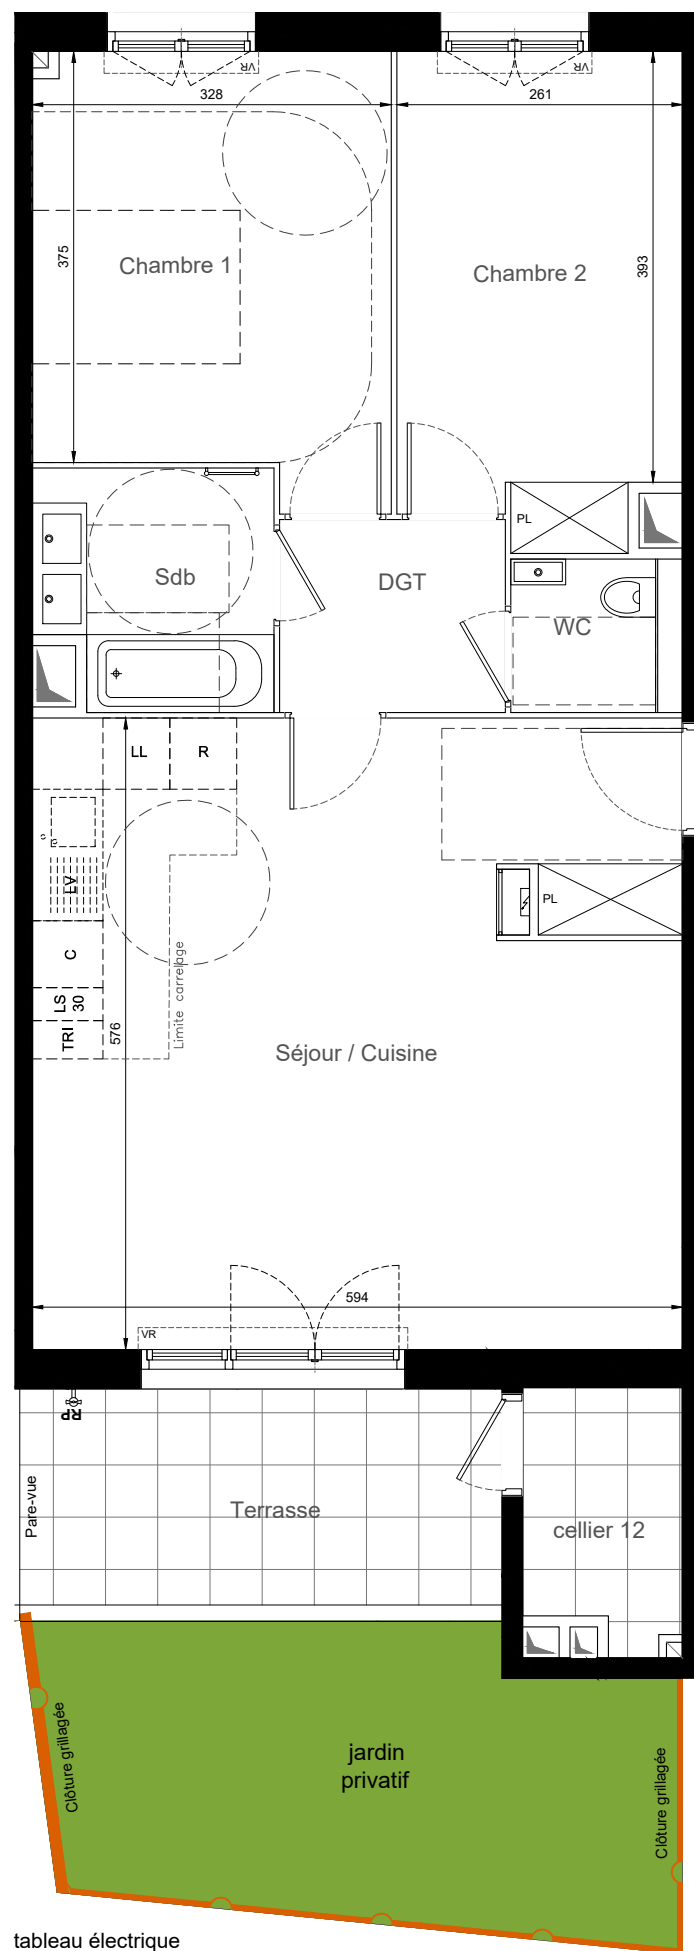 VR
VR
328
261
375
Chambre 1
Chambre 2
393
PL
Sdb
DGT
WC
LL
R
LV
PL
C
LS
30
TRI
576
Limite carrelage
Séjour / Cuisine
594
VR
RP
Pare-vue
Terrasse
cellier 12
Clôture grillagée
jardin
privatif
Clôture grillagée
tableau électrique